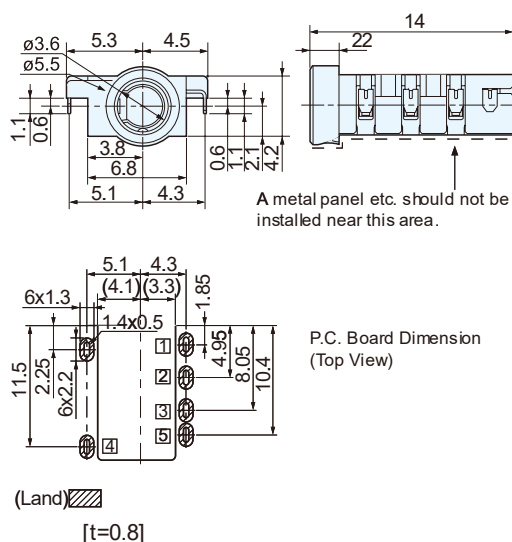 5.3 4.5
ø3.6
ø5.5
1.1
0.6
3.8
6.8
5.1 4.3
0.6
1.1
2.1
4.2
14
22
A metal panel etc. should not be
installed near this area.
5.1 4.3
(4.1)(3.3)
6x1.3
1.4x0.5
1.85
4.95
8.05
10.4
11.5
2.25
6x2.2
1
2
3
5
4
P.C. Board Dimension
(Top View)
(Land)
[t=0.8]